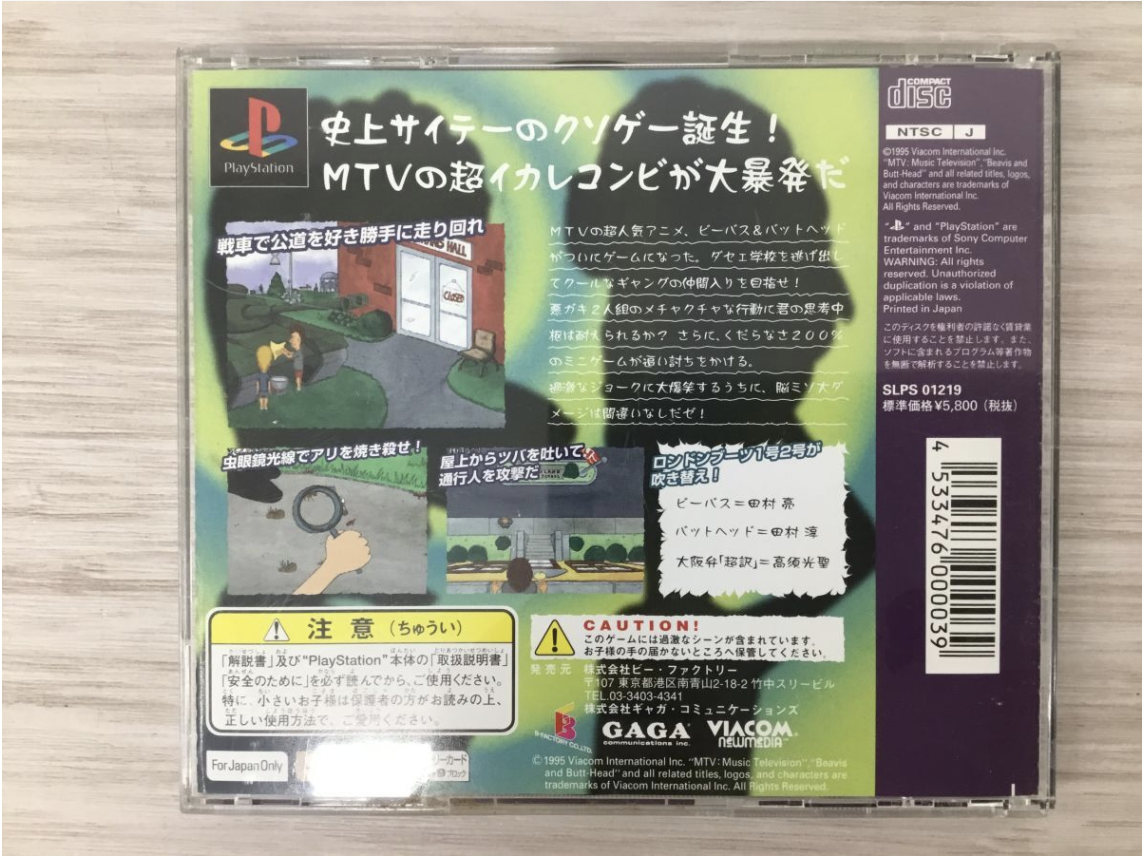 PlayStation
史上サイテーのクソゲー誕生!
MTVの超イカレコンビが大暴発だ
戦車で公道を好き勝手に走り回れ
HALL
CLOSED
MTVの超人気アニメ、ビーバス&バットヘッド
がついにゲームになった。ダセエ学校を逃げ出し
てクールなギャングの仲間入りを目指せ!
悪ガキ2人組のメチャクチャな行動に君の思考中
枢は耐えられるか? さらに、くだらなさ200%
のミニゲームが追い討ちをかける。
過激なジョークに大爆笑するうちに、脳ミソ大ダ
メージは間違いなしだゼ!
虫眼鏡光線でアリを焼き殺せ!
屋上からツバを吐いて
通行人を攻撃だ
ロンドンブーツ1号2号が
吹き替え!
ビーバス=田村 亮
バットヘッド=田村 淳
大阪弁「超訳」=高須光聖
注意(ちゅうい)
「解説書」及び"PlayStation"本体の「取扱説明書」
「安全のために」を必ず読んでから、ご使用ください。
特に、小さいお子様は保護者の方がお読みの上、
正しい使用方法で、ご愛用ください。
For Japan Only
リーカード
ブロック
CAUTION!
このゲームには過激なシーンが含まれています。
お子様の手の届かないところへ保管してください。
発売元 株式会社ビー・ファクトリー
〒107 東京都港区南青山2-18-2 竹中スリービル
TEL.03-3403-4341
株式会社ギャガ・コミュニケーションズ
B-FACTORY CO.,LTD.
GAGA communications inc.
VIACOM NEWMEDIA
© 1995 Viacom International Inc. "MTV: Music Television", "Beavis
and Butt-Head" and all related titles, logos, and characters are
trademarks of Viacom International Inc. All Rights Reserved.
COMPACT disc
NTSC J
©1995 Viacom International Inc.
"MTV: Music Television", "Beavis and
Butt-Head" and all related titles, logos,
and characters are trademarks of
Viacom International Inc.
All Rights Reserved.
" " and "PlayStation" are
trademarks of Sony Computer
Entertainment Inc.
WARNING: All rights
reserved. Unauthorized
duplication is a violation of
applicable laws.
Printed in Japan
このディスクを権利者の許諾なく賃貸業
に使用することを禁止します。また、
ソフトに含まれるプログラム等著作物
を無断で解析することを禁止します。
SLPS 01219
標準価格¥5,800(税抜)
4 533476 000039